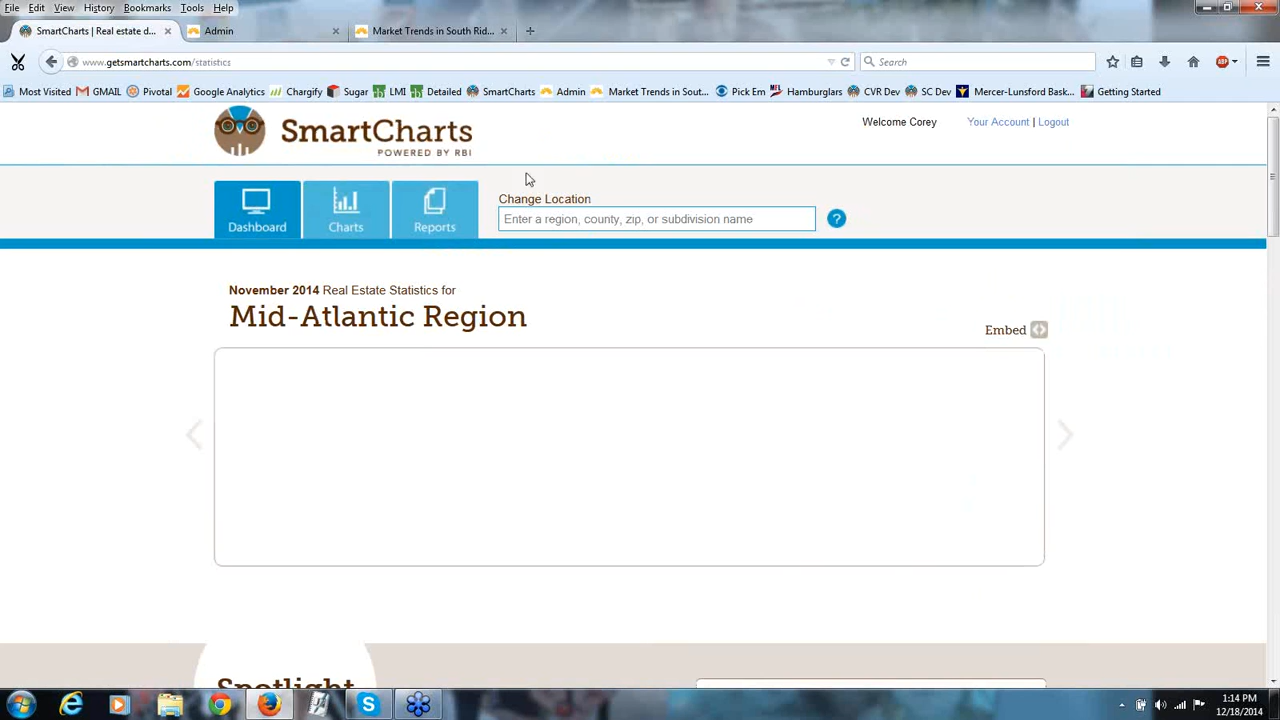 File Edit View History Bookmarks Tools Help
SmartCharts | Real estate d... × Admin × Market Trends in South Rid... × +
www.getsmartcharts.com/statistics Search
Most Visited GMAIL Pivotal Google Analytics Chargify Sugar LMI Detailed SmartCharts Admin Market Trends in Sout... Pick Em Hamburglars CVR Dev SC Dev Mercer-Lunsford Bask... Getting Started
SmartCharts
POWERED BY RBI
Welcome Corey Your Account | Logout
Change Location
Enter a region, county, zip, or subdivision name ?
Dashboard Charts Reports
November 2014 Real Estate Statistics for
Mid-Atlantic Region
Embed
Spotlight
1:14 PM
12/18/2014